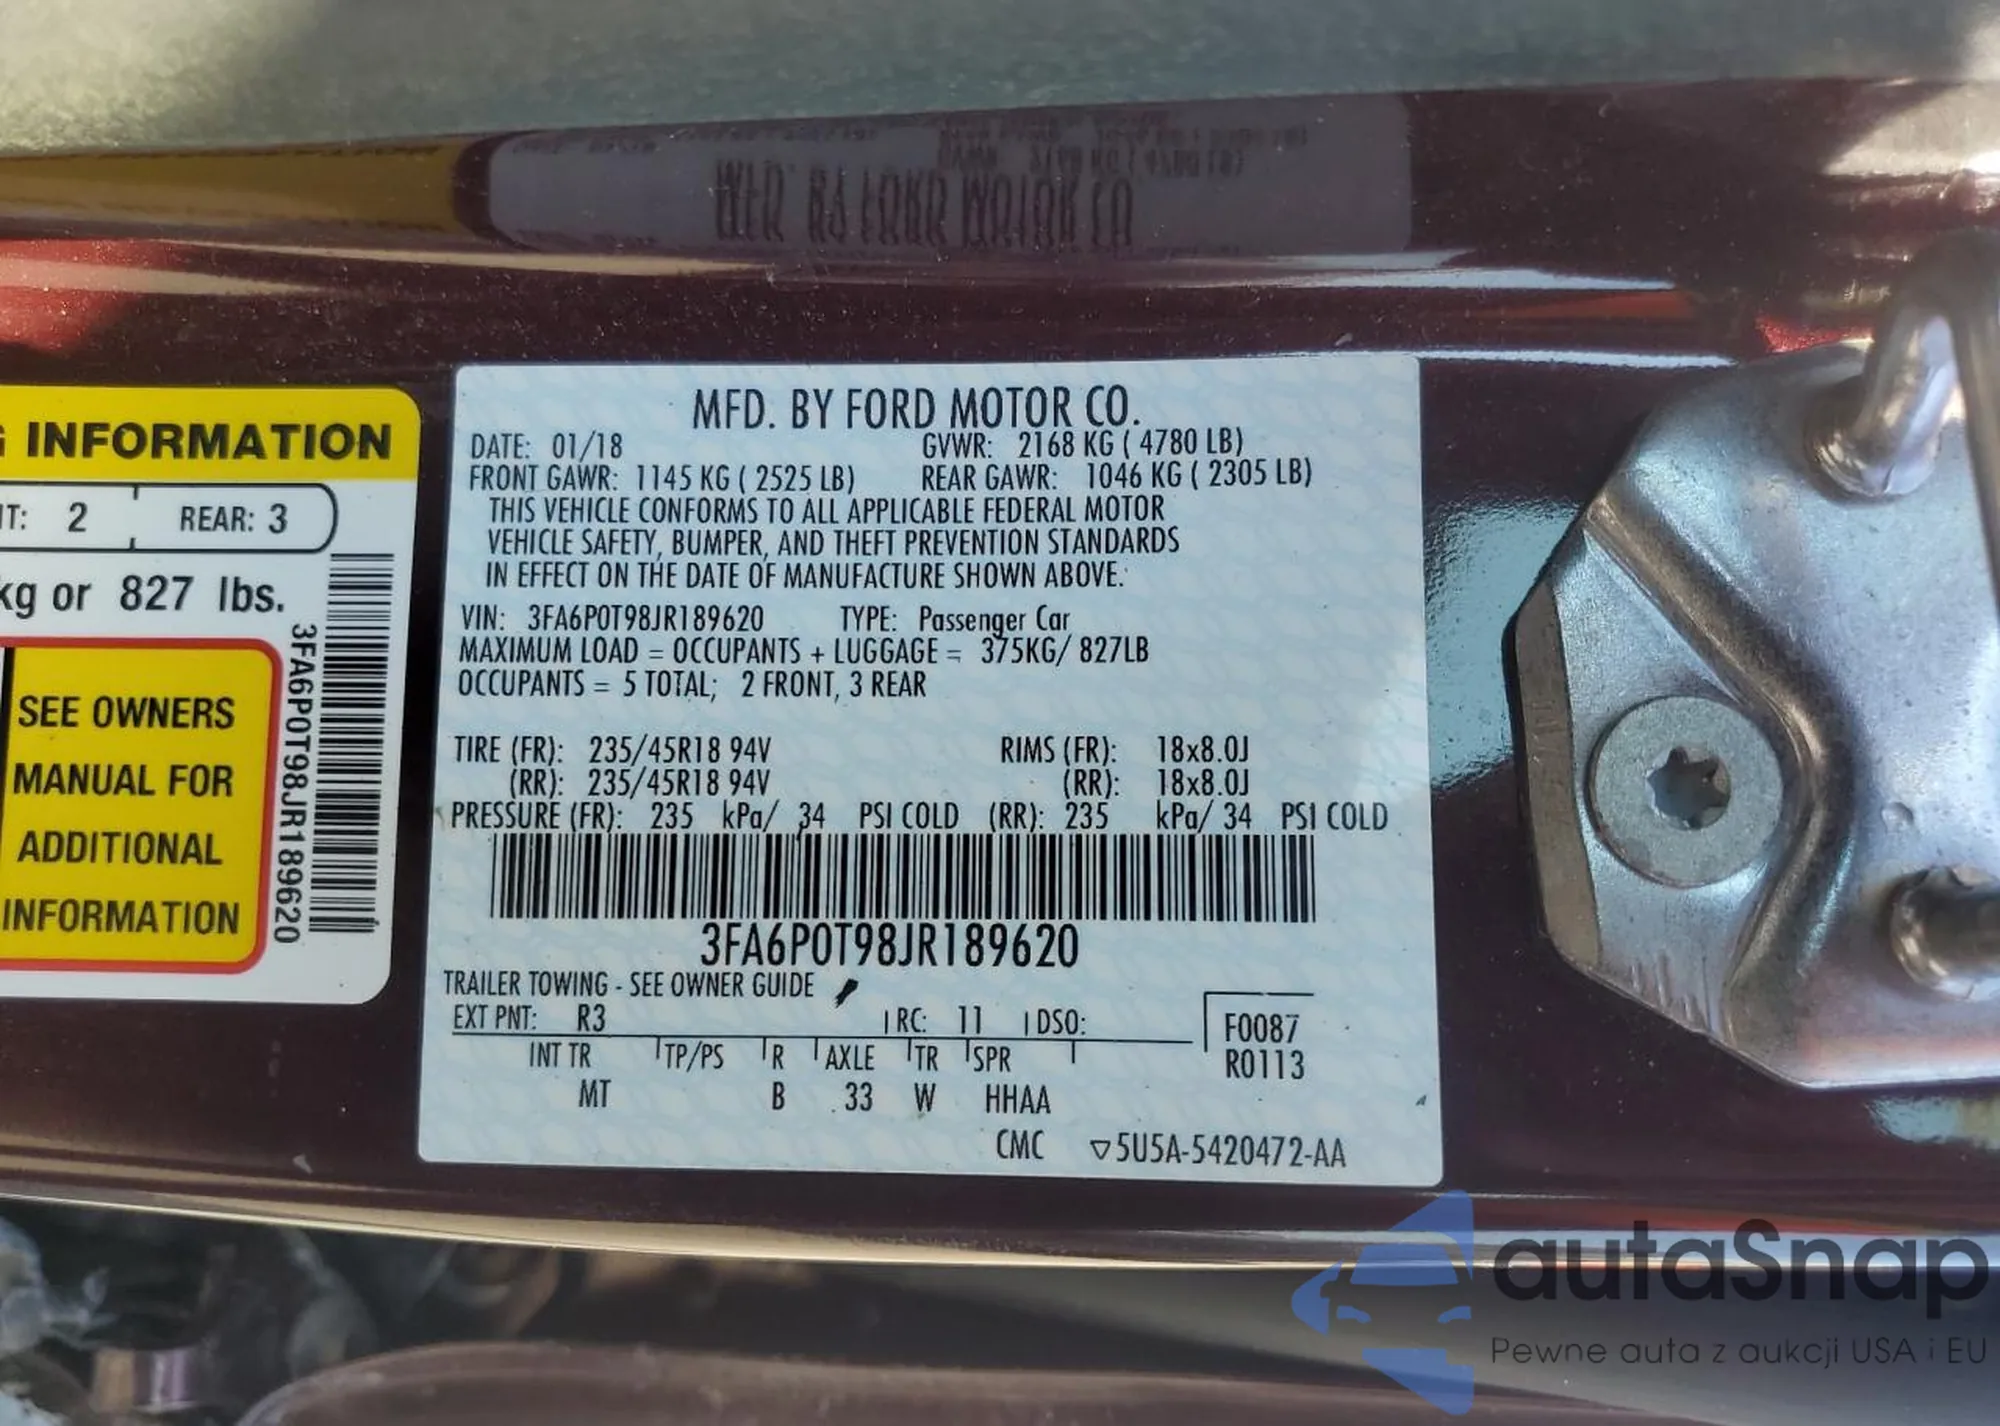 INFORMATION
2 REAR: 3
kg or 827 lbs.
SEE OWNERS
MANUAL FOR
ADDITIONAL
INFORMATION
3FA6P0T98JR189620
MFD. BY FORD MOTOR CO.
DATE: 01/18 GVWR: 2168 KG ( 4780 LB)
FRONT GAWR: 1145 KG ( 2525 LB) REAR GAWR: 1046 KG ( 2305 LB)
THIS VEHICLE CONFORMS TO ALL APPLICABLE FEDERAL MOTOR
VEHICLE SAFETY, BUMPER, AND THEFT PREVENTION STANDARDS
IN EFFECT ON THE DATE OF MANUFACTURE SHOWN ABOVE.
VIN: 3FA6P0T98JR189620 TYPE: Passenger Car
MAXIMUM LOAD = OCCUPANTS + LUGGAGE = 375KG/ 827LB
OCCUPANTS = 5 TOTAL; 2 FRONT, 3 REAR
TIRE (FR): 235/45R18 94V RIMS (FR): 18x8.0J
(RR): 235/45R18 94V (RR): 18x8.0J
PRESSURE (FR): 235 kPa/ 34 PSI COLD (RR): 235 kPa/ 34 PSI COLD
3FA6P0T98JR189620
TRAILER TOWING - SEE OWNER GUIDE
EXT PNT: R3 RC: 11 DSO: F0087
INT TR TP/PS R AXLE TR SPR R0113
MT B 33 W HHAA
CMC ▽5U5A-5420472-AA
autaSnap
Pewne auta z aukcji USA i EU